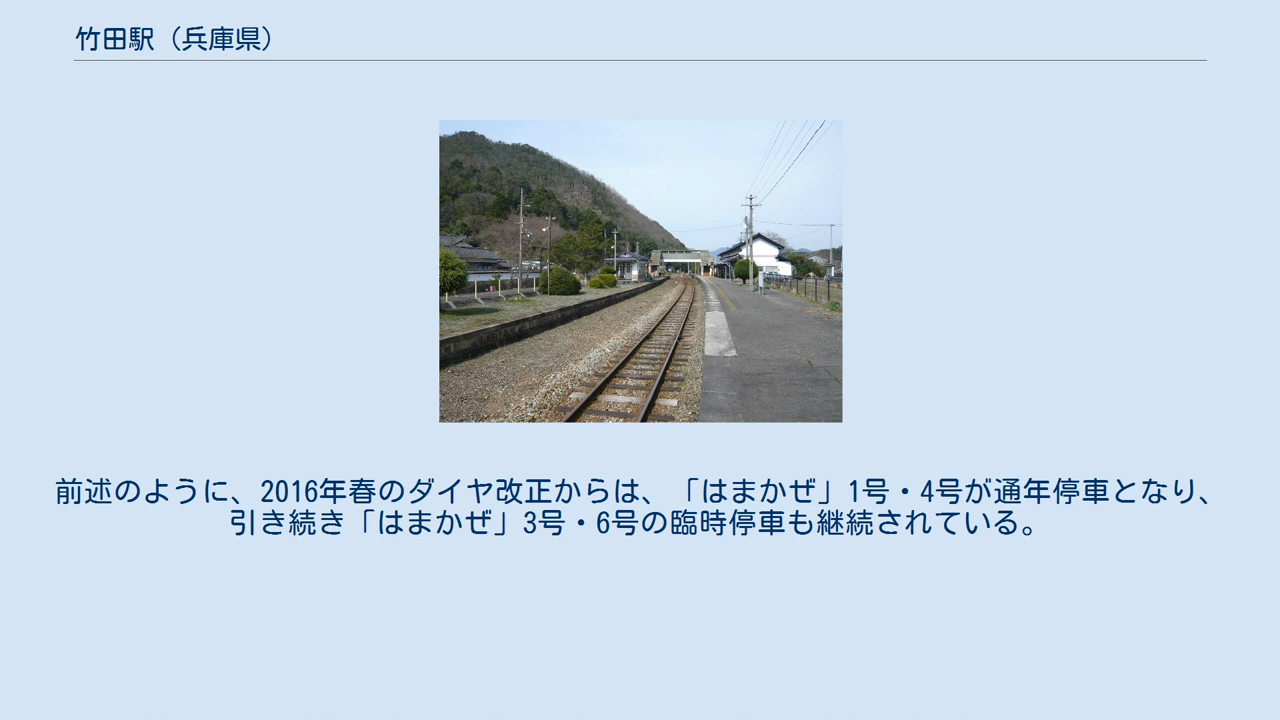 竹田駅（兵庫県）
前述のように、2016年春のダイヤ改正からは、「はまかぜ」1号・4号が通年停車となり、
引き続き「はまかぜ」3号・6号の臨時停車も継続されている。